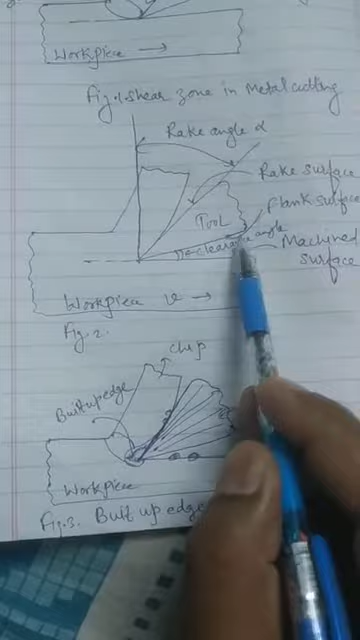 Workpiece →
Fig. 1. Shear zone in Metal cutting
Rake angle α
Rake surface
Flank surface
Tool
clearance angle
Machined
surface
Workpiece v →
Fig. 2.
chip
Built up edge
Workpiece
Fig. 3. Built up edge